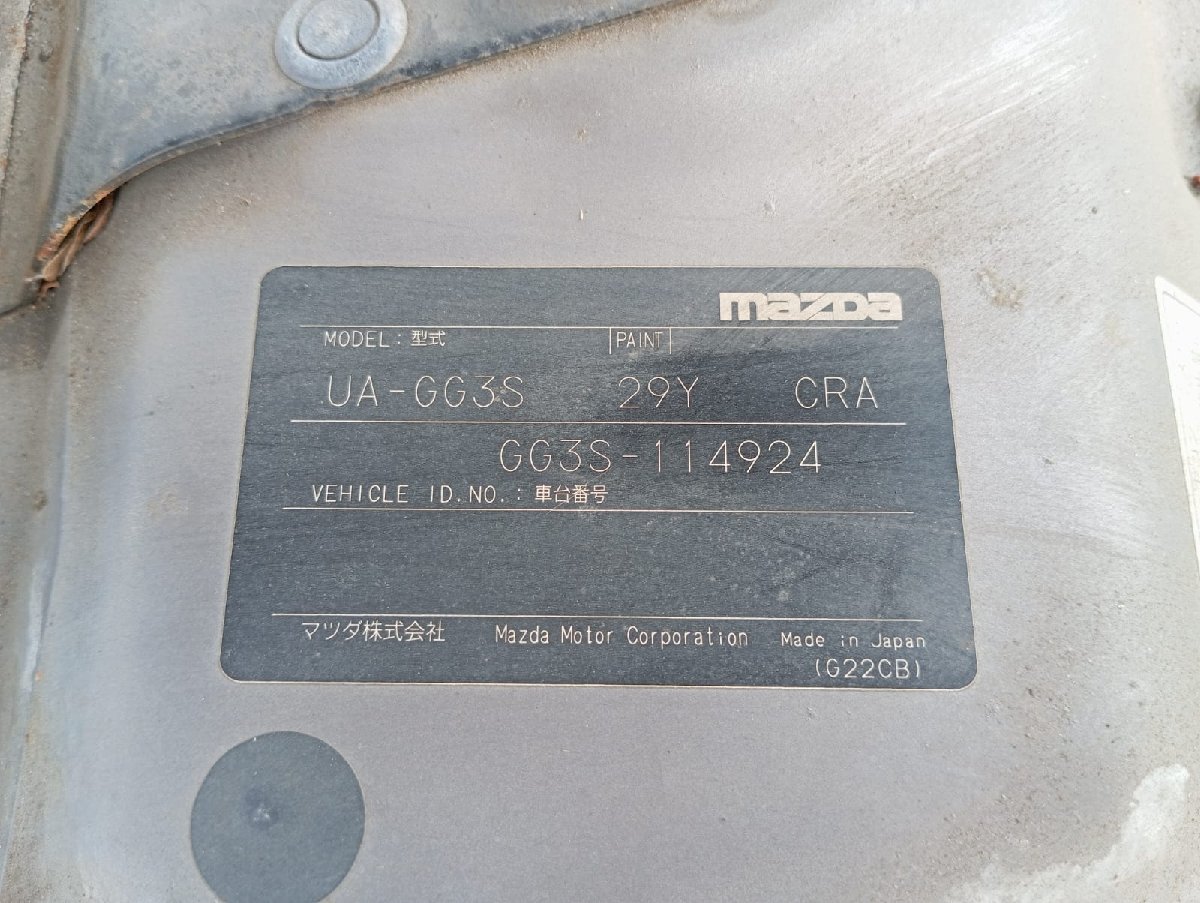 mazda
MODEL: 型式 PAINT
UA-GG3S 29Y CRA
GG3S-114924
VEHICLE ID.NO.: 車台番号
マツダ株式会社 Mazda Motor Corporation Made in Japan
(G22CB)